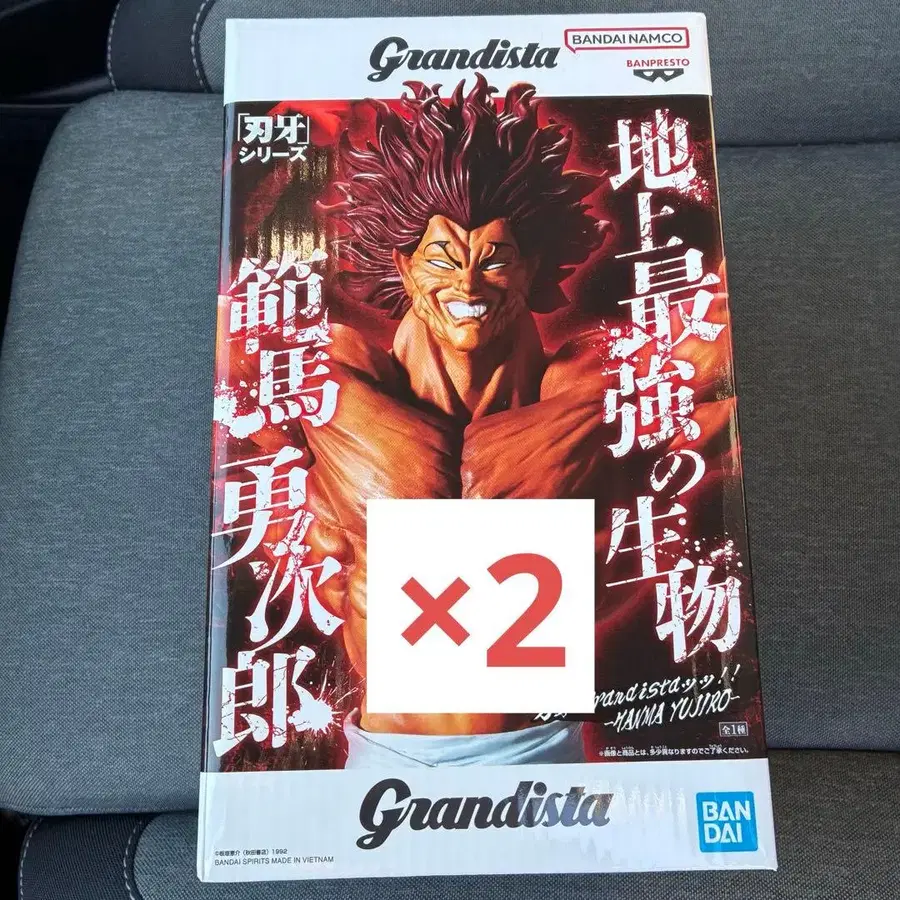 Grandista
BANDAI NAMCO
BANPRESTO
「刃牙」
シリーズ
地上最強の生物
範馬勇次郎
×2
Grandistaッッ!!
-HANMA YUJIRO-
全1種
※画像と商品とは、多少異なりますのでご了承ください。
Grandista
BAN
DAI
©板垣恵介(秋田書店)1992
BANDAI SPIRITS MADE IN VIETNAM